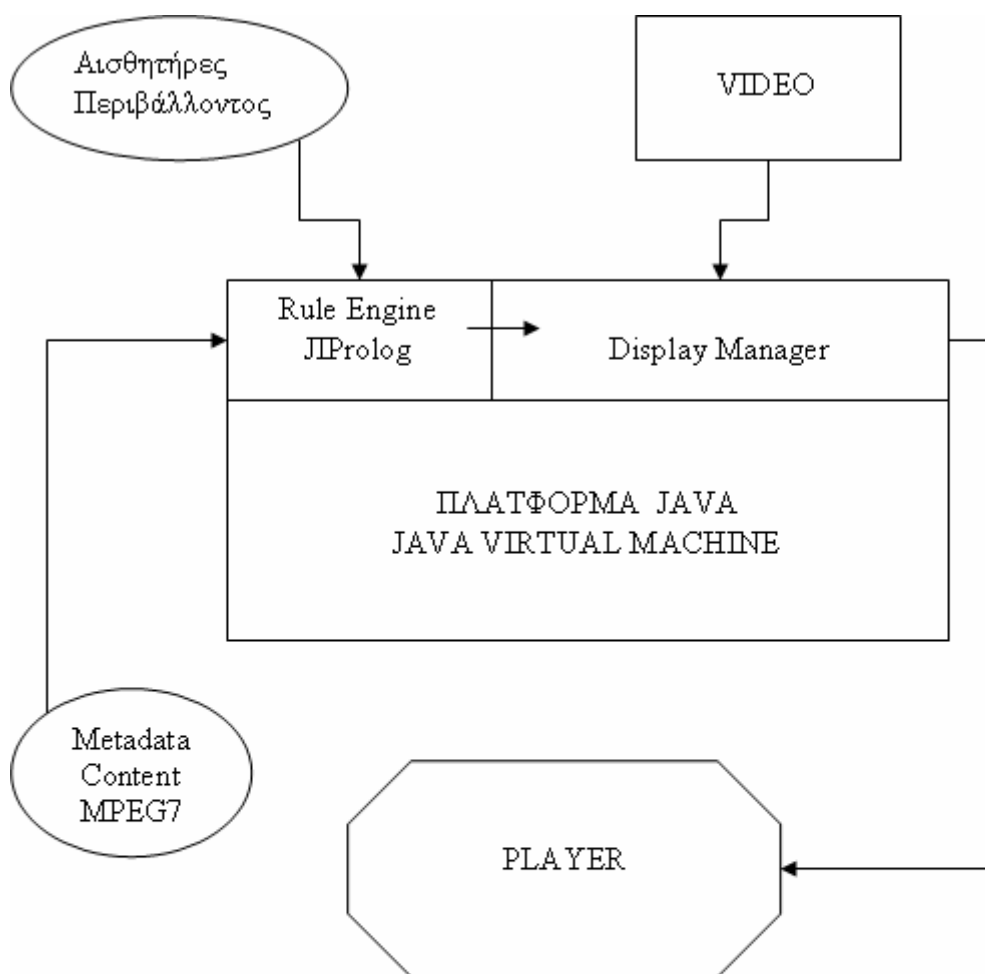 Αισθητήρες
Περιβάλλοντος
VIDEO
Rule Engine
JIProlog
Display Manager
ΠΛΑΤΦΟΡΜΑ JAVA
JAVA VIRTUAL MACHINE
Metadata
Content
MPEG7
PLAYER